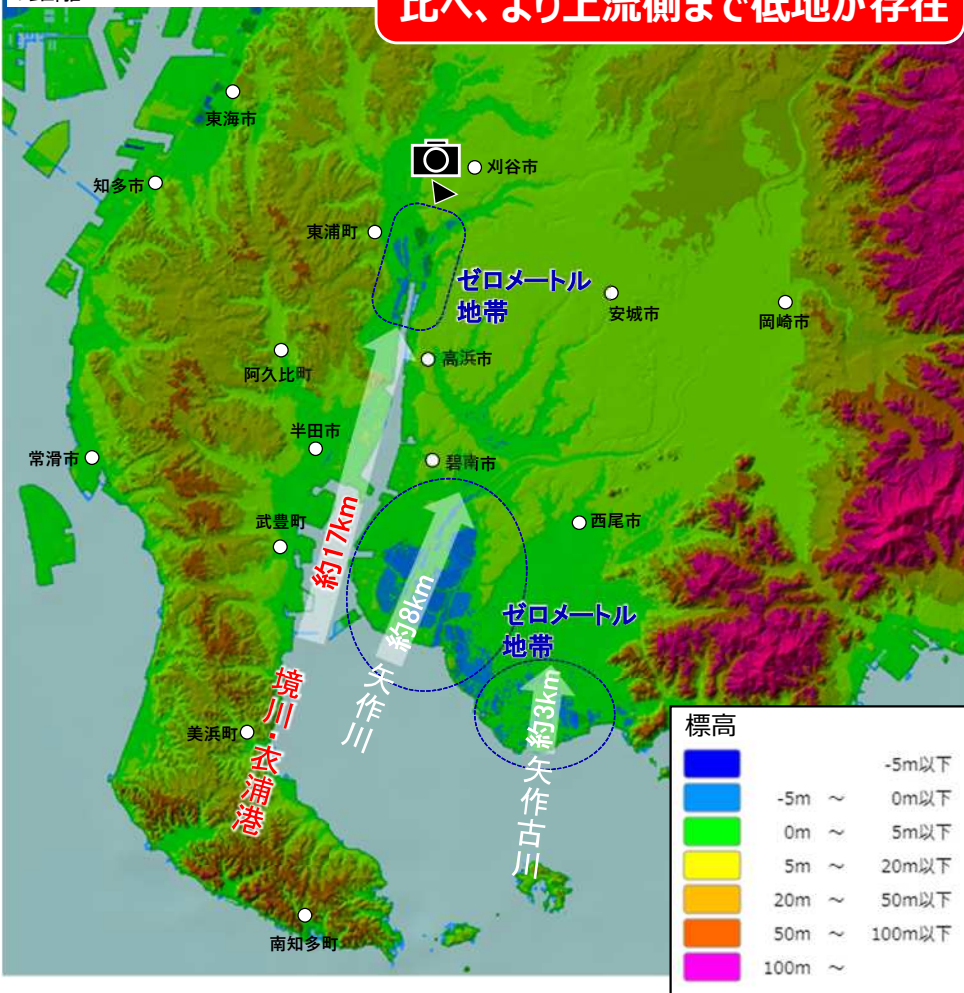 比べ、より上流側まで低地が存在
東海市
知多市
刈谷市
東浦町
ゼロメートル
地帯
安城市
岡崎市
高浜市
阿久比町
半田市
常滑市
碧南市
武豊町
西尾市
約17km
約8km
ゼロメートル
地帯
約3km
境川・衣浦港
矢作川
矢作古川
美浜町
南知多町
標高
-5m以下
-5m ～ 0m以下
0m ～ 5m以下
5m ～ 20m以下
20m ～ 50m以下
50m ～ 100m以下
100m ～